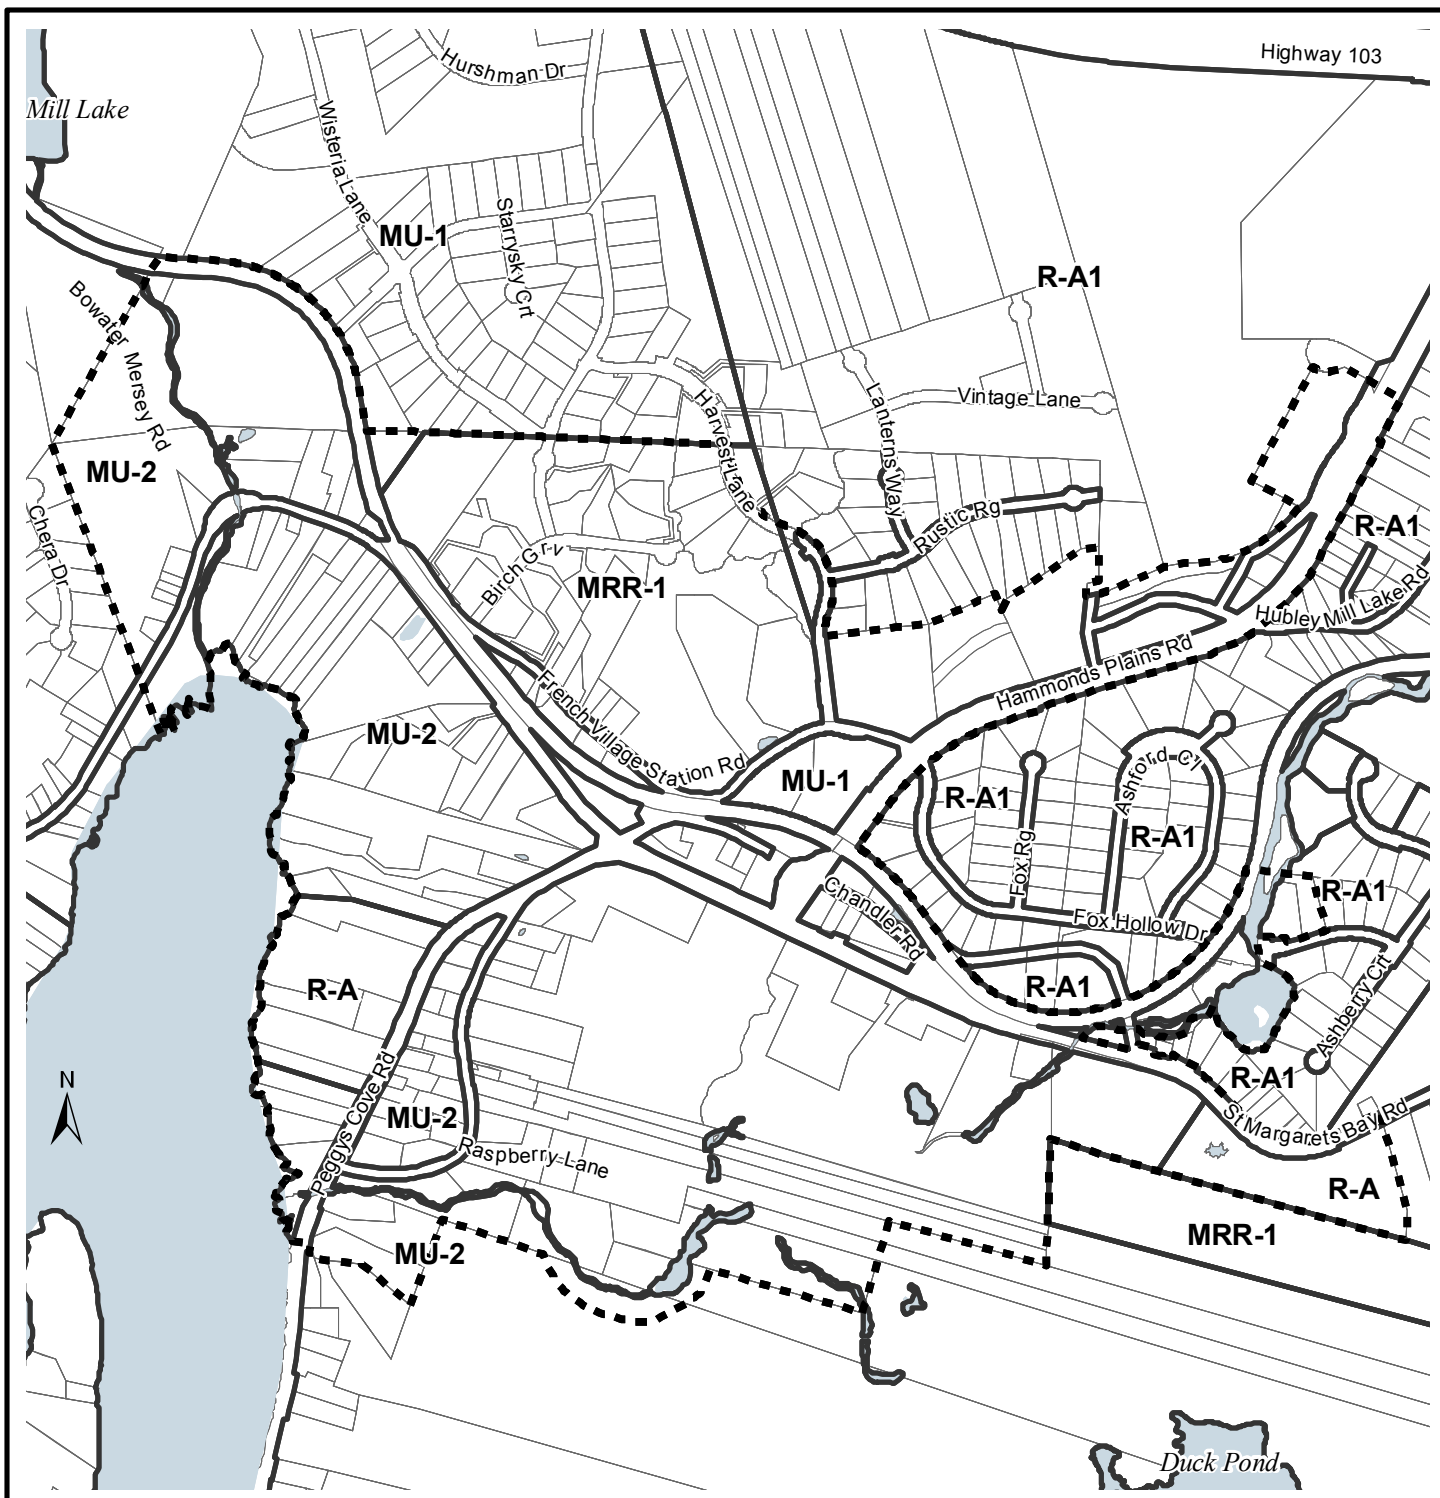 Highway 103
Hurshman Dr
Mill Lake
Wisteria Lane
MU-1
Starrysky Crt
R-A1
Bowater Mersey Rd
Harvest Lane
Lanterns Way
Vintage Lane
MU-2
Chera Dr
Rustic Rg
R-A1
Birch Grv
MRR-1
Hubley Mill Lake Rd
Hammonds Plains Rd
French Village Station Rd
MU-2
MU-1
R-A1
Ashford Cl
R-A1
Fox Rg
R-A1
Chandler Rd
Fox Hollow Dr
R-A
R-A1
Ashberry Crt
Peggys Cove Rd
N
R-A1
MU-2
St Margarets Bay Rd
Raspberry Lane
R-A
MU-2
MRR-1
Duck Pond